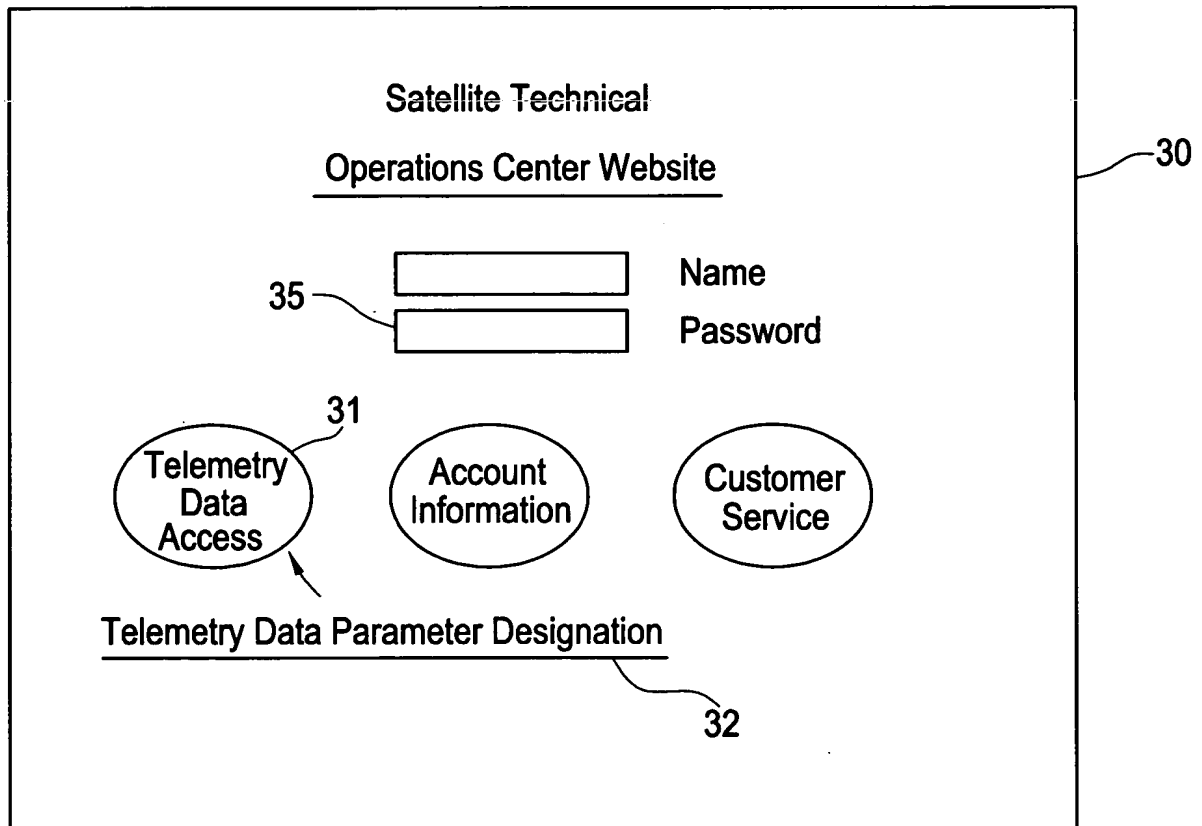 Satellite Technical
Operations Center Website
30
Name
35
Password
31
Telemetry
Data
Access
Account
Information
Customer
Service
Telemetry Data Parameter Designation
32